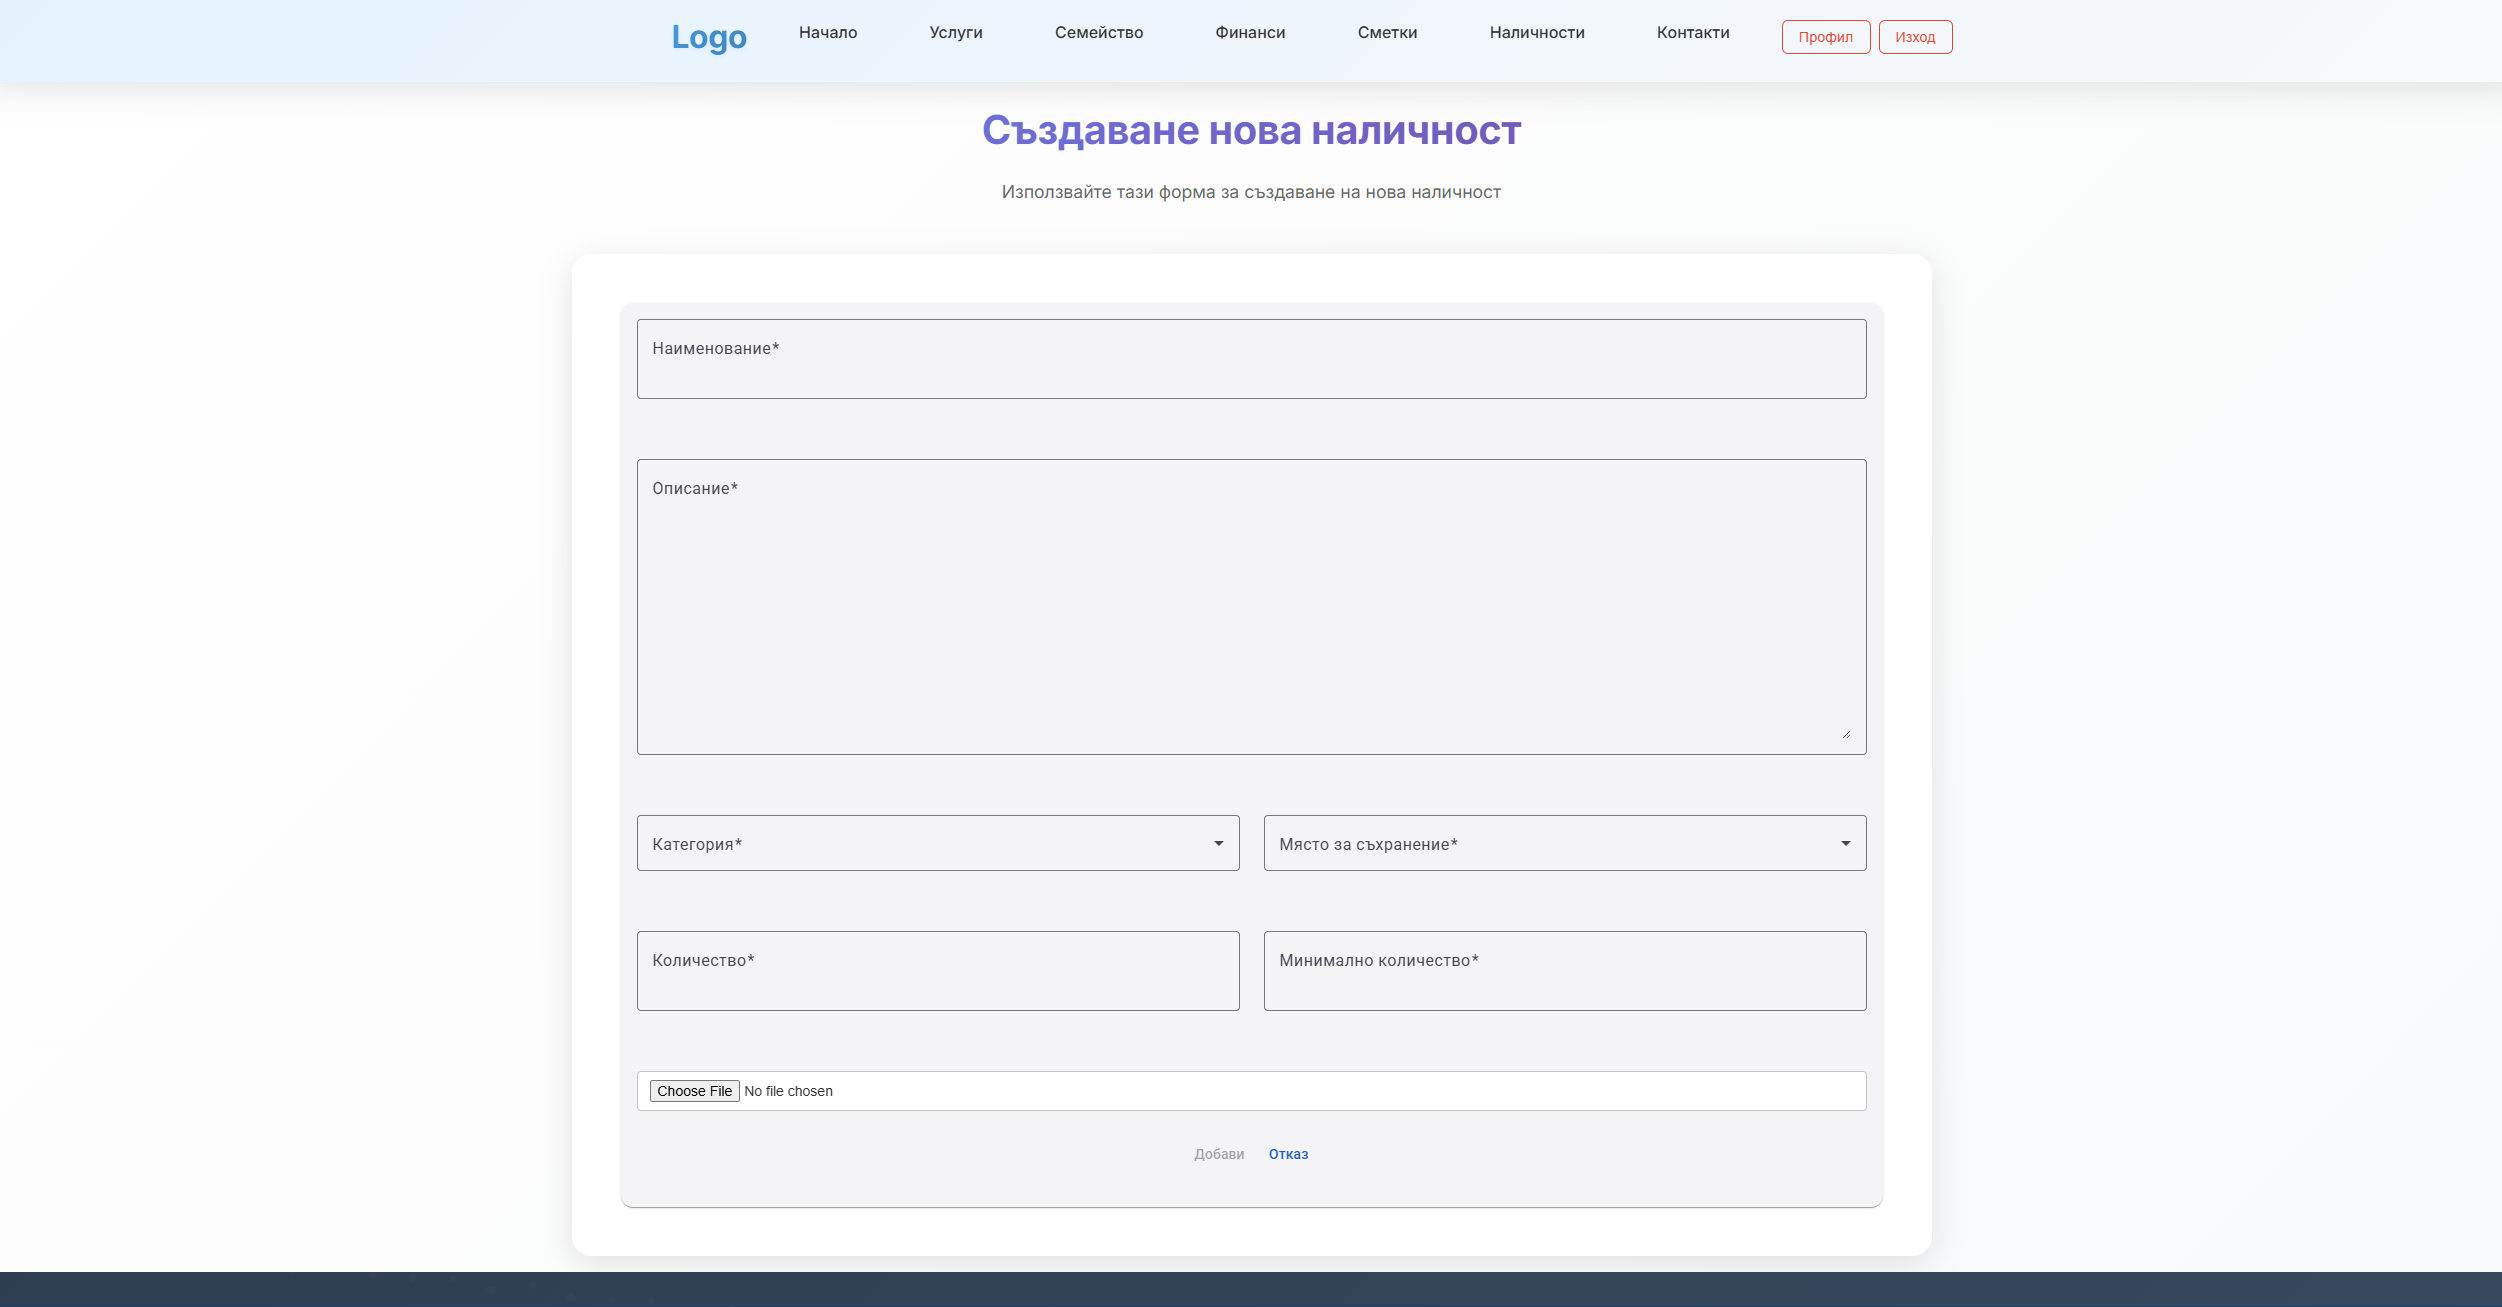 Logo Начало Услуги Семейство Финанси Сметки Наличности Контакти Профил Изход
Създаване нова наличност
Използвайте тази форма за създаване на нова наличност
Наименование*
Описание*
Категория* Място за съхранение*
Количество* Минимално количество*
Choose File No file chosen
Добави Отказ